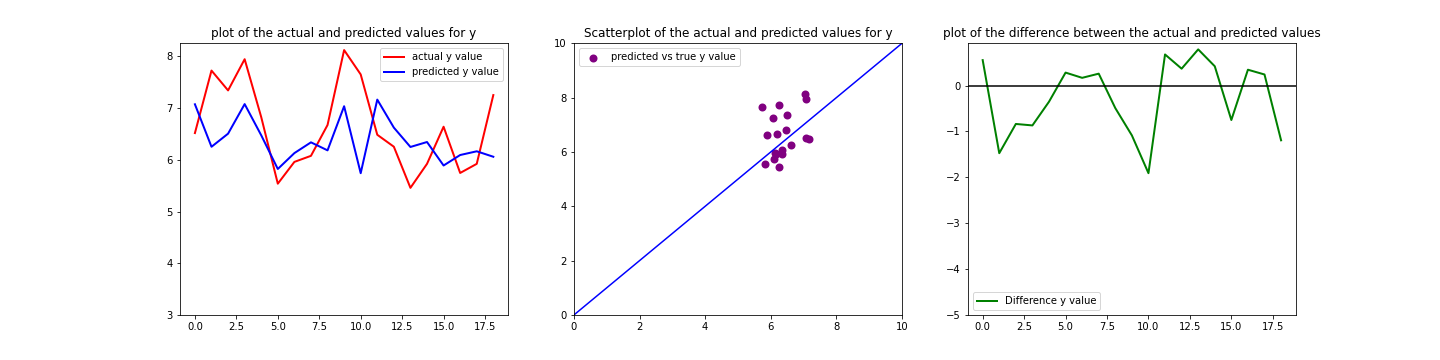 plot of the actual and predicted values for y
actual y value
predicted y value
8
7
6
5
4
3
0.0 2.5 5.0 7.5 10.0 12.5 15.0 17.5
Scatterplot of the actual and predicted values for y
predicted vs true y value
10
8
6
4
2
0
0 2 4 6 8 10
plot of the difference between the actual and predicted values
0
−1
−2
−3
−4
−5
Difference y value
0.0 2.5 5.0 7.5 10.0 12.5 15.0 17.5